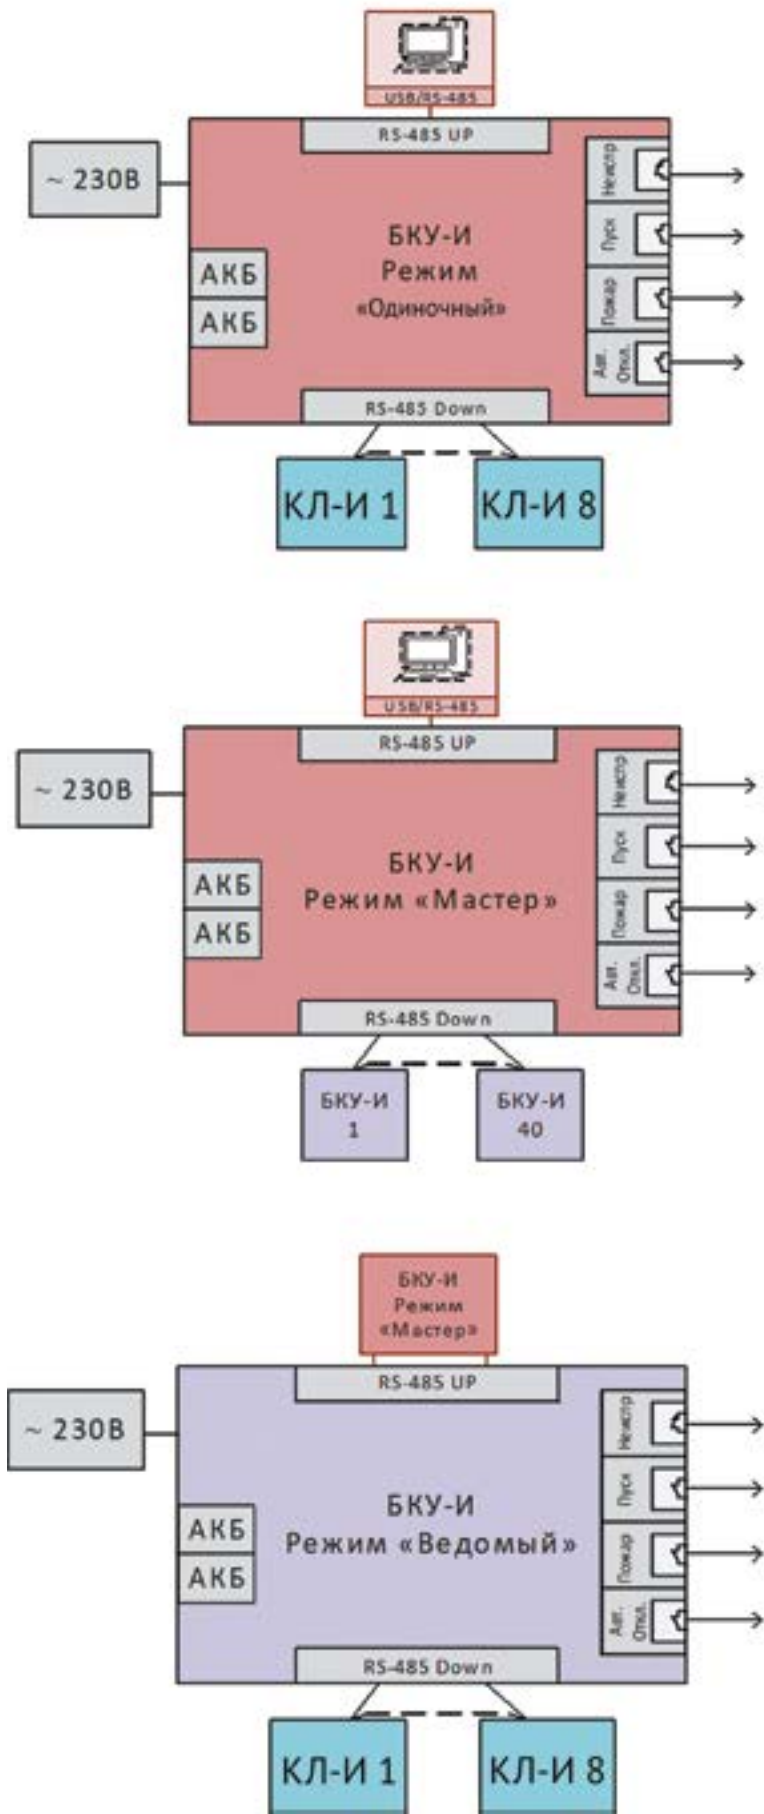 USB/RS-485
RS-485 UP
~ 230В
БКУ-И
Режим
«Одиночный»
АКБ
АКБ
Неиспр
Пуск
Пожар
Авт.
Откл.
RS-485 Down
КЛ-И 1
КЛ-И 8
USB/RS-485
RS-485 UP
~ 230В
БКУ-И
Режим «Мастер»
АКБ
АКБ
Неиспр
Пуск
Пожар
Авт.
Откл.
RS-485 Down
БКУ-И
1
БКУ-И
40
БКУ-И
Режим
«Мастер»
RS-485 UP
~ 230В
БКУ-И
Режим «Ведомый»
АКБ
АКБ
Неиспр
Пуск
Пожар
Авт.
Откл.
RS-485 Down
КЛ-И 1
КЛ-И 8